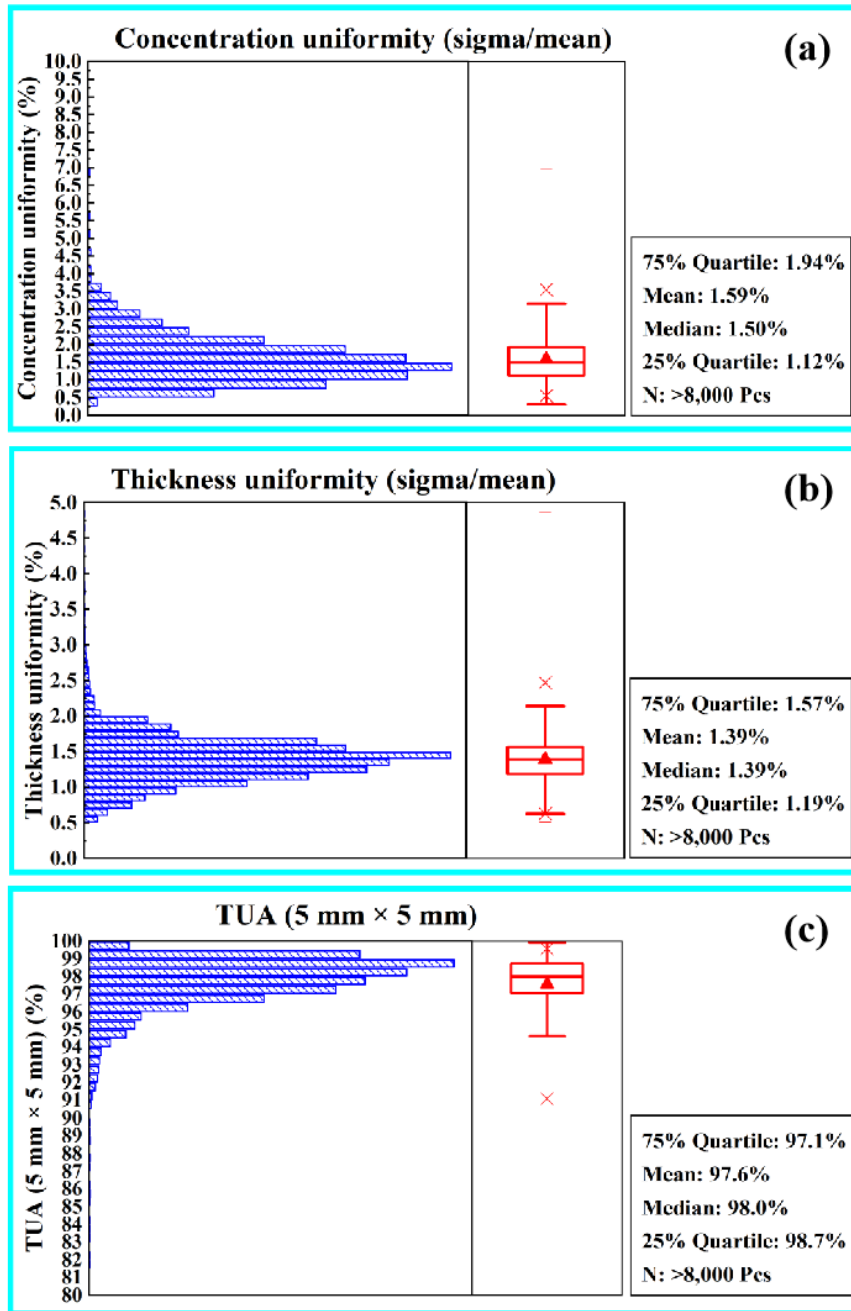 Concentration uniformity (sigma/mean)
(a)
Concentration uniformity (%)
10.0
9.5
9.0
8.5
8.0
7.5
7.0
6.5
6.0
5.5
5.0
4.5
4.0
3.5
3.0
2.5
2.0
1.5
1.0
0.5
0.0
75% Quartile: 1.94%
Mean: 1.59%
Median: 1.50%
25% Quartile: 1.12%
N: >8,000 Pcs
Thickness uniformity (sigma/mean)
(b)
Thickness uniformity (%)
5.0
4.5
4.0
3.5
3.0
2.5
2.0
1.5
1.0
0.5
0.0
75% Quartile: 1.57%
Mean: 1.39%
Median: 1.39%
25% Quartile: 1.19%
N: >8,000 Pcs
TUA (5 mm × 5 mm)
(c)
TUA (5 mm × 5 mm) (%)
100
99
98
97
96
95
94
93
92
91
90
89
88
87
86
85
84
83
82
81
80
75% Quartile: 97.1%
Mean: 97.6%
Median: 98.0%
25% Quartile: 98.7%
N: >8,000 Pcs